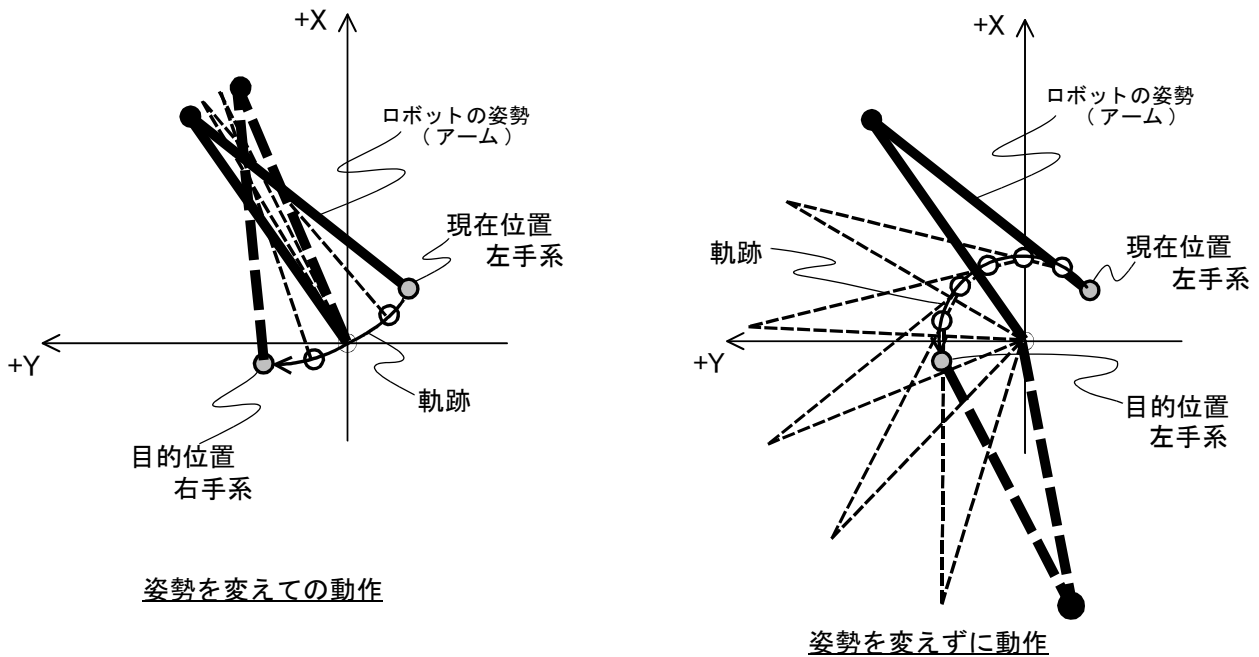 +X
ロボットの姿勢
（アーム）
現在位置
左手系
+Y
軌跡
目的位置
右手系
姿勢を変えての動作
+X
ロボットの姿勢
（アーム）
軌跡
現在位置
左手系
+Y
目的位置
左手系
姿勢を変えずに動作